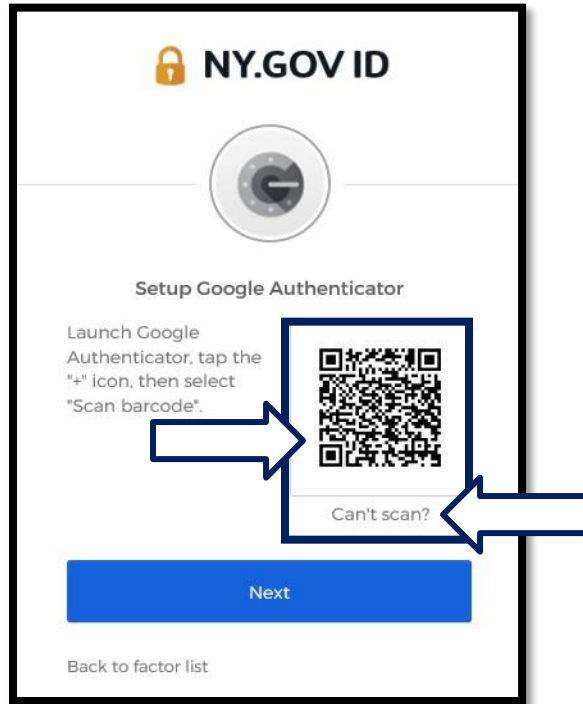 NY.GOV ID
Setup Google Authenticator
Launch Google
Authenticator, tap the
"+" icon, then select
"Scan barcode".
Can't scan?
Next
Back to factor list